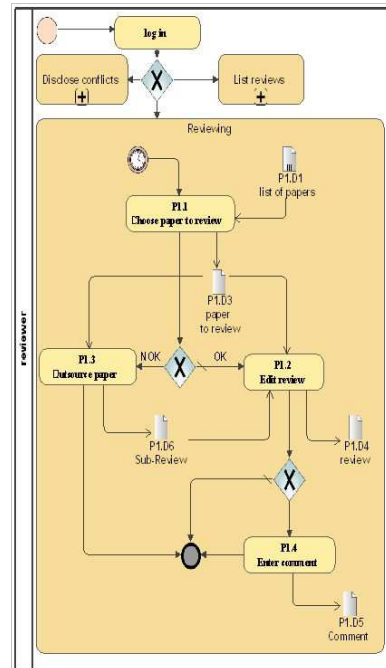 reviewer
log in
Disclose conflicts
X
List reviews
Reviewing
P1.D1
list of papers
P1.1
Choose paper to review
P1.D3
paper
to review
P1.3
Outsource paper
NOK
X
OK
P1.2
Edit review
P1.D6
Sub-Review
P1.D4
review
X
P1.4
Enter comment
P1.D5
Comment